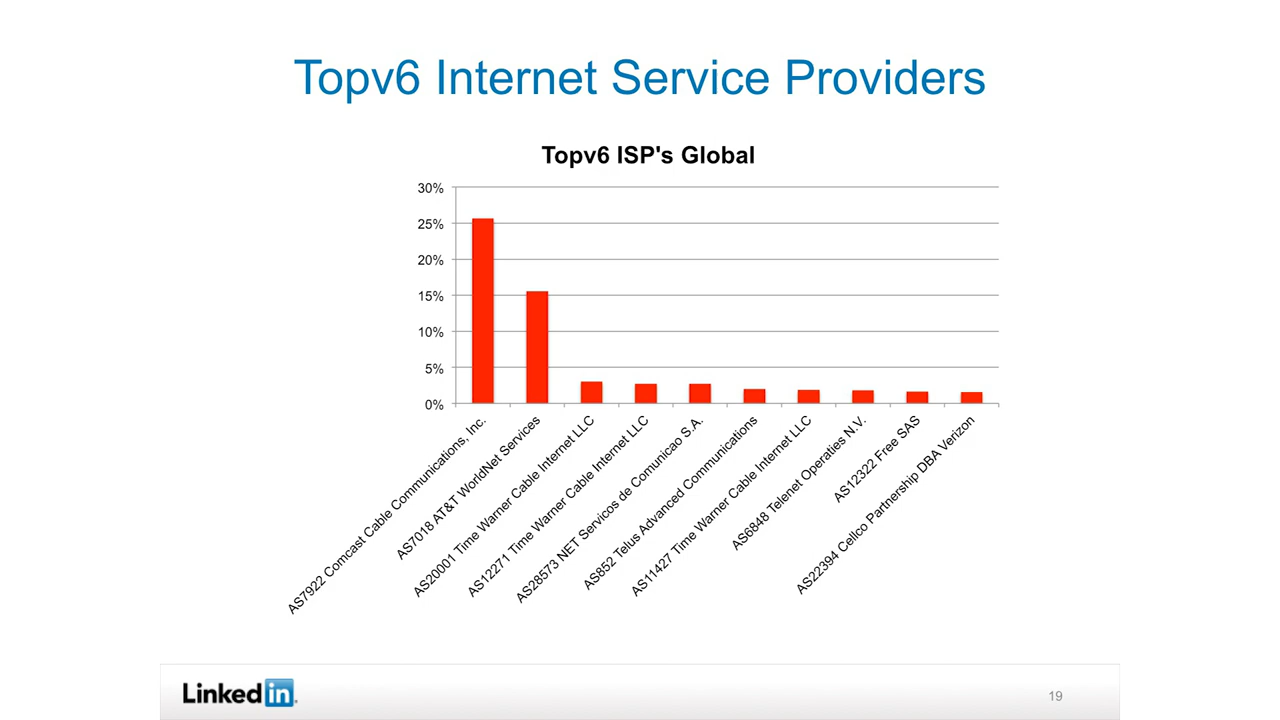 Topv6 Internet Service Providers
Topv6 ISP's Global
30%
25%
20%
15%
10%
5%
0%
AS7922 Comcast Cable Communications, Inc.
AS7018 AT&T WorldNet Services
AS20001 Time Warner Cable Internet LLC
AS12271 Time Warner Cable Internet LLC
AS28573 NET Servicos de Comunicao S.A.
AS852 Telus Advanced Communications
AS11427 Time Warner Cable Internet LLC
AS6848 Telenet Operaties N.V.
AS12322 Free SAS
AS22394 Cellco Partnership DBA Verizon
Linked in
19